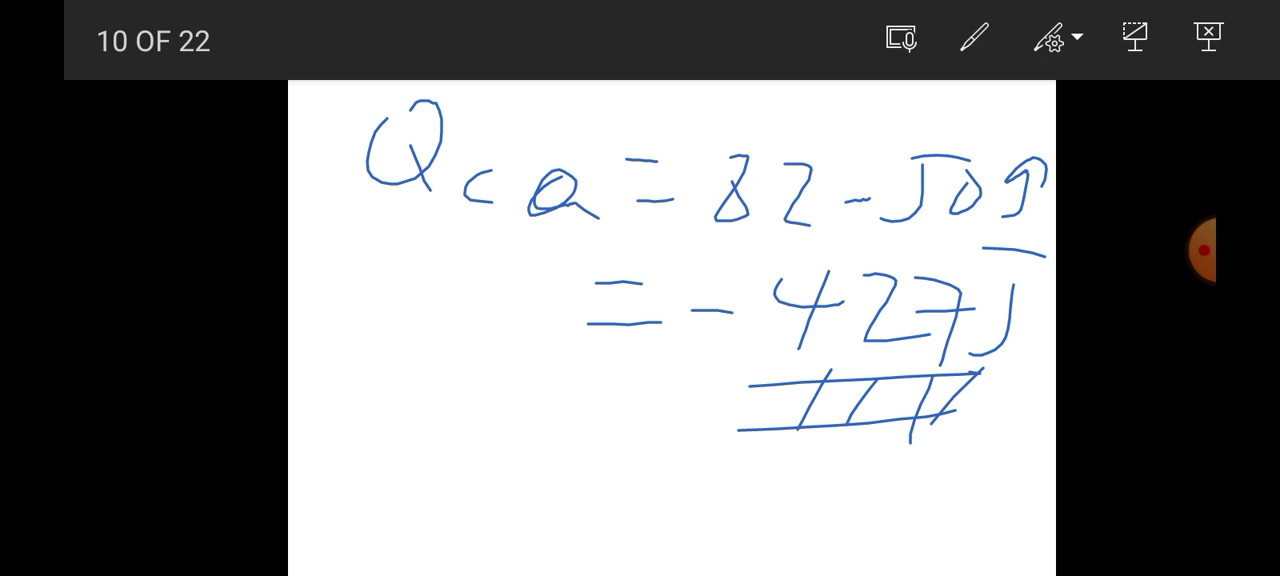 10 OF 22
Qca = 82 - 509
= - 427J